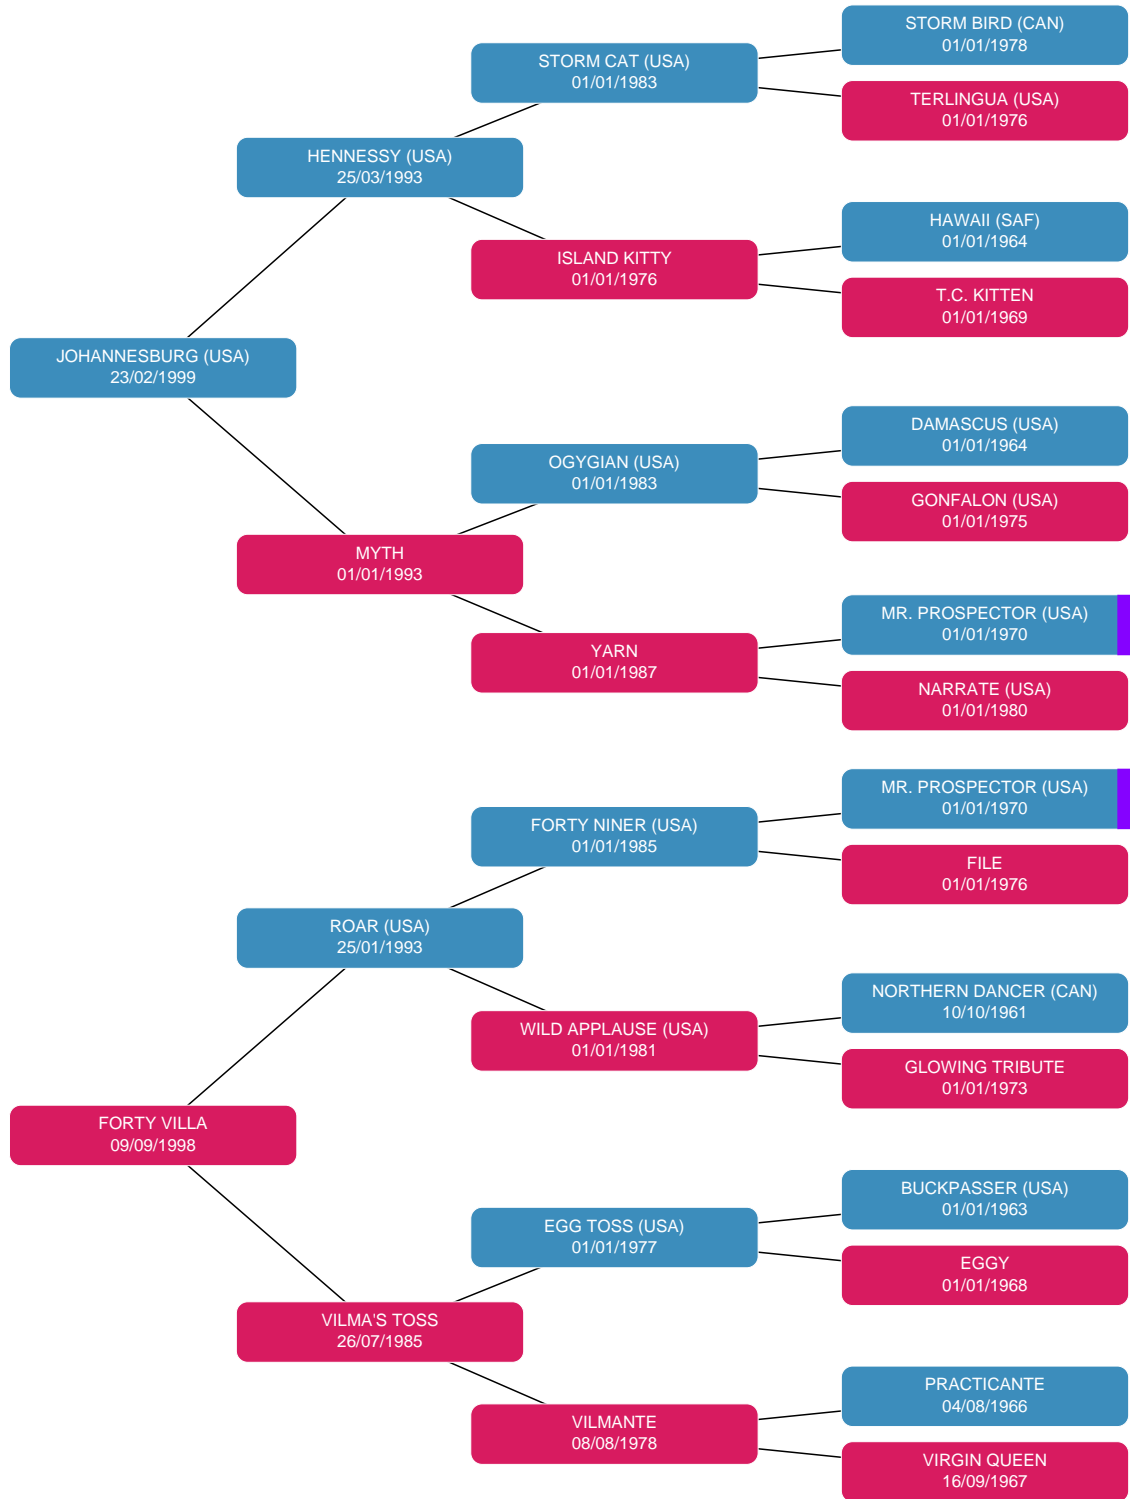 STORM BIRD (CAN)
01/01/1978
STORM CAT (USA)
01/01/1983
TERLINGUA (USA)
01/01/1976
HENNESSY (USA)
25/03/1993
HAWAII (SAF)
01/01/1964
ISLAND KITTY
01/01/1976
T.C. KITTEN
01/01/1969
JOHANNESBURG (USA)
23/02/1999
DAMASCUS (USA)
01/01/1964
OGYGIAN (USA)
01/01/1983
GONFALON (USA)
01/01/1975
MYTH
01/01/1993
MR. PROSPECTOR (USA)
01/01/1970
YARN
01/01/1987
NARRATE (USA)
01/01/1980
MR. PROSPECTOR (USA)
01/01/1970
FORTY NINER (USA)
01/01/1985
FILE
01/01/1976
ROAR (USA)
25/01/1993
NORTHERN DANCER (CAN)
10/10/1961
WILD APPLAUSE (USA)
01/01/1981
GLOWING TRIBUTE
01/01/1973
FORTY VILLA
09/09/1998
BUCKPASSER (USA)
01/01/1963
EGG TOSS (USA)
01/01/1977
EGGY
01/01/1968
VILMA'S TOSS
26/07/1985
PRACTICANTE
04/08/1966
VILMANTE
08/08/1978
VIRGIN QUEEN
16/09/1967